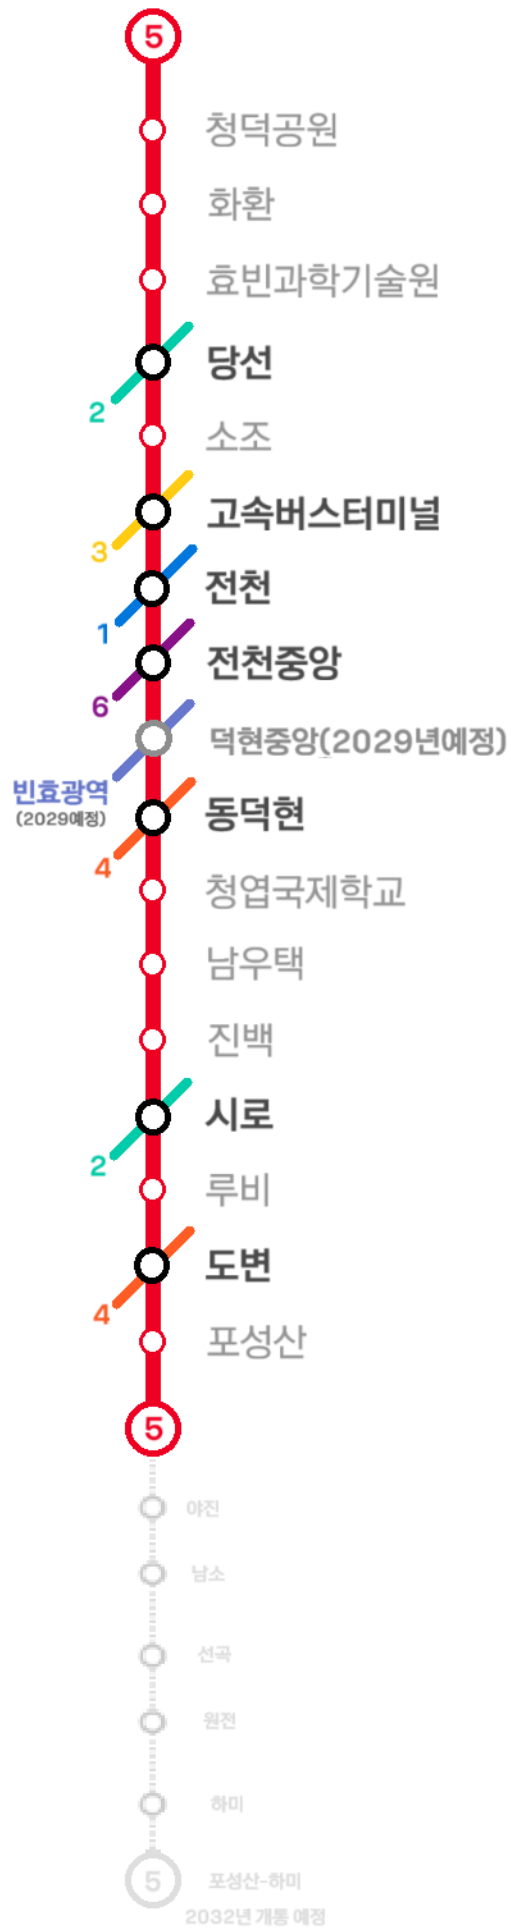 5
청덕공원
화환
효빈과학기술원
당선
2
소조
고속버스터미널
3
전천
1
전천중앙
6
덕현중앙(2029년예정)
빈효광역
(2029예정)
동덕현
4
청엽국제학교
남우택
진백
시로
2
루비
도변
4
포성산
5
야진
남소
선곡
원전
하미
5
포성산-하미
2032년 개통 예정